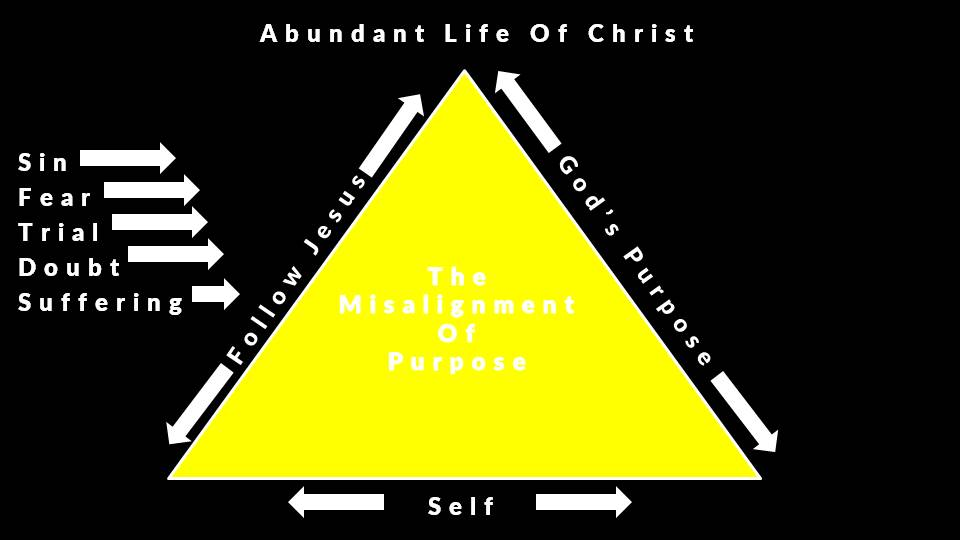 Abundant Life Of Christ
Sin
Fear
Trial
Doubt
Suffering
Follow Jesus
God's Purpose
The
Misalignment
Of
Purpose
Self